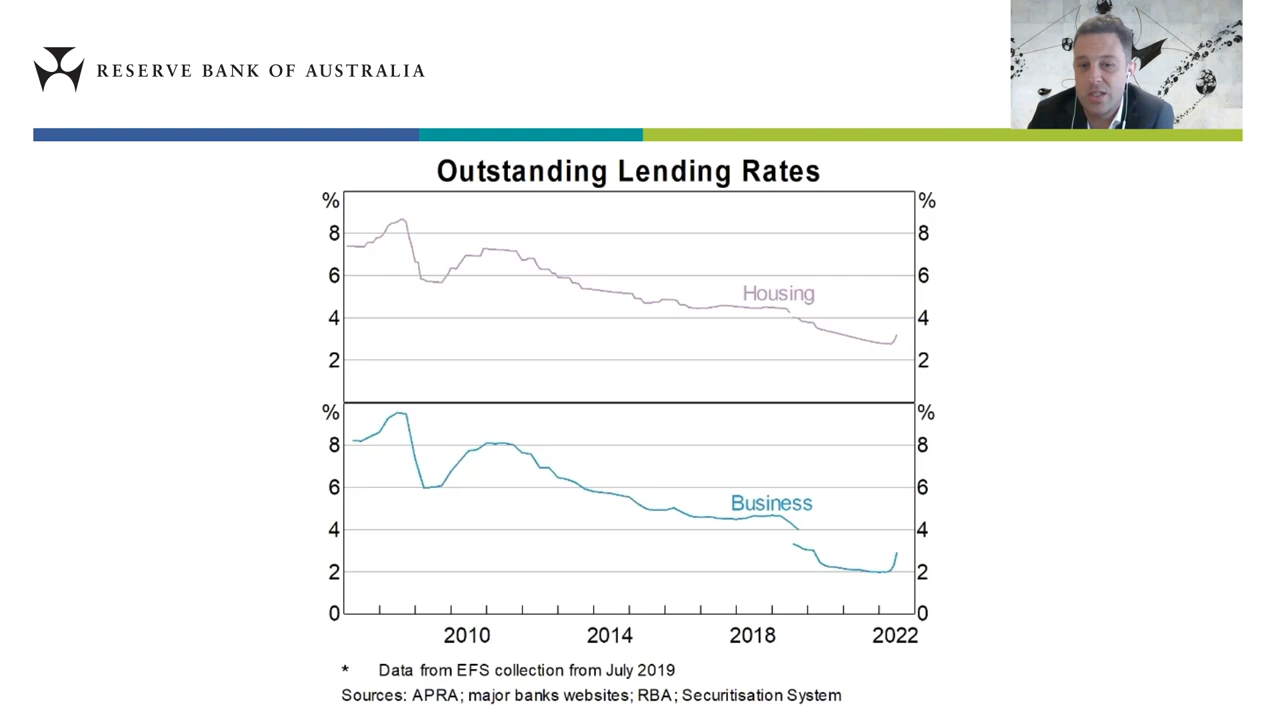 RESERVE BANK OF AUSTRALIA
Outstanding Lending Rates
% %
8 8
6 6
Housing
4 4
2 2
% %
8 8
6 6
Business
4 4
2 2
0 0
2010 2014 2018 2022
* Data from EFS collection from July 2019
Sources: APRA; major banks websites; RBA; Securitisation System